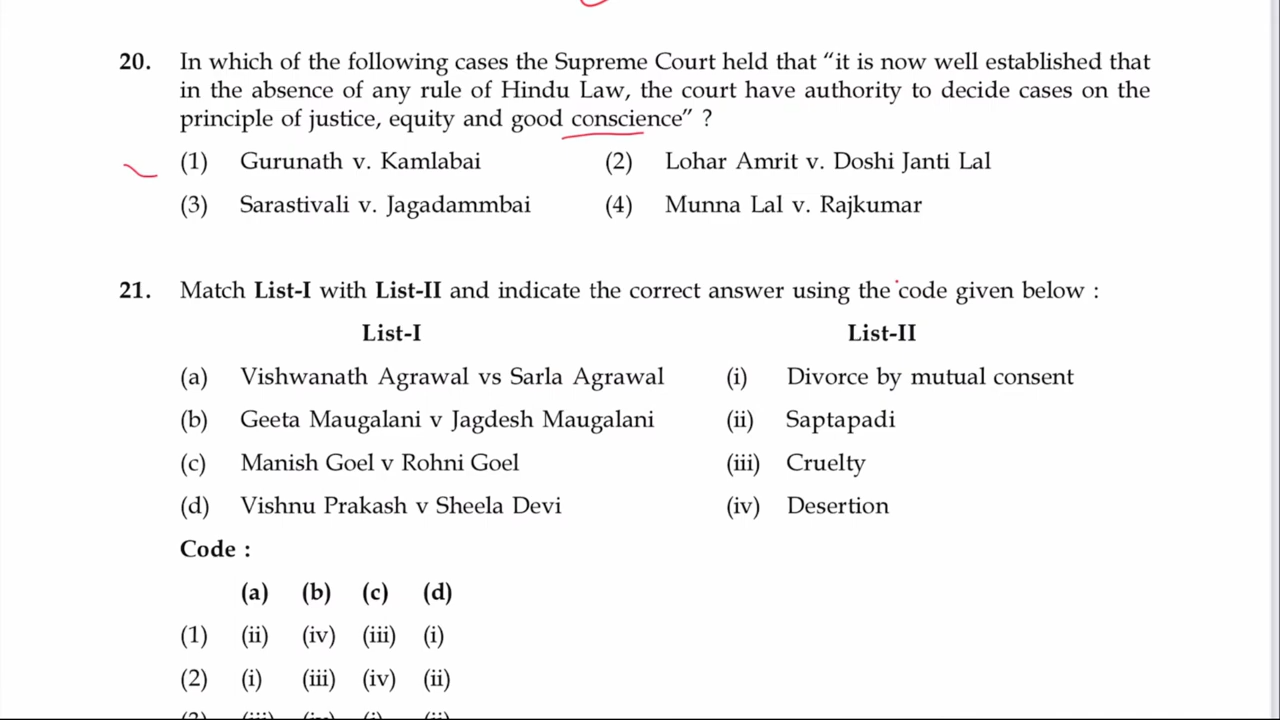 20. In which of the following cases the Supreme Court held that “it is now well established that
in the absence of any rule of Hindu Law, the court have authority to decide cases on the
principle of justice, equity and good conscience” ?
(1) Gurunath v. Kamlabai (2) Lohar Amrit v. Doshi Janti Lal
(3) Sarastivali v. Jagadammbai (4) Munna Lal v. Rajkumar
21. Match List-I with List-II and indicate the correct answer using the code given below :
List-I List-II
(a) Vishwanath Agrawal vs Sarla Agrawal (i) Divorce by mutual consent
(b) Geeta Maugalani v Jagdesh Maugalani (ii) Saptapadi
(c) Manish Goel v Rohni Goel (iii) Cruelty
(d) Vishnu Prakash v Sheela Devi (iv) Desertion
Code :
(a) (b) (c) (d)
(1) (ii) (iv) (iii) (i)
(2) (i) (iii) (iv) (ii)